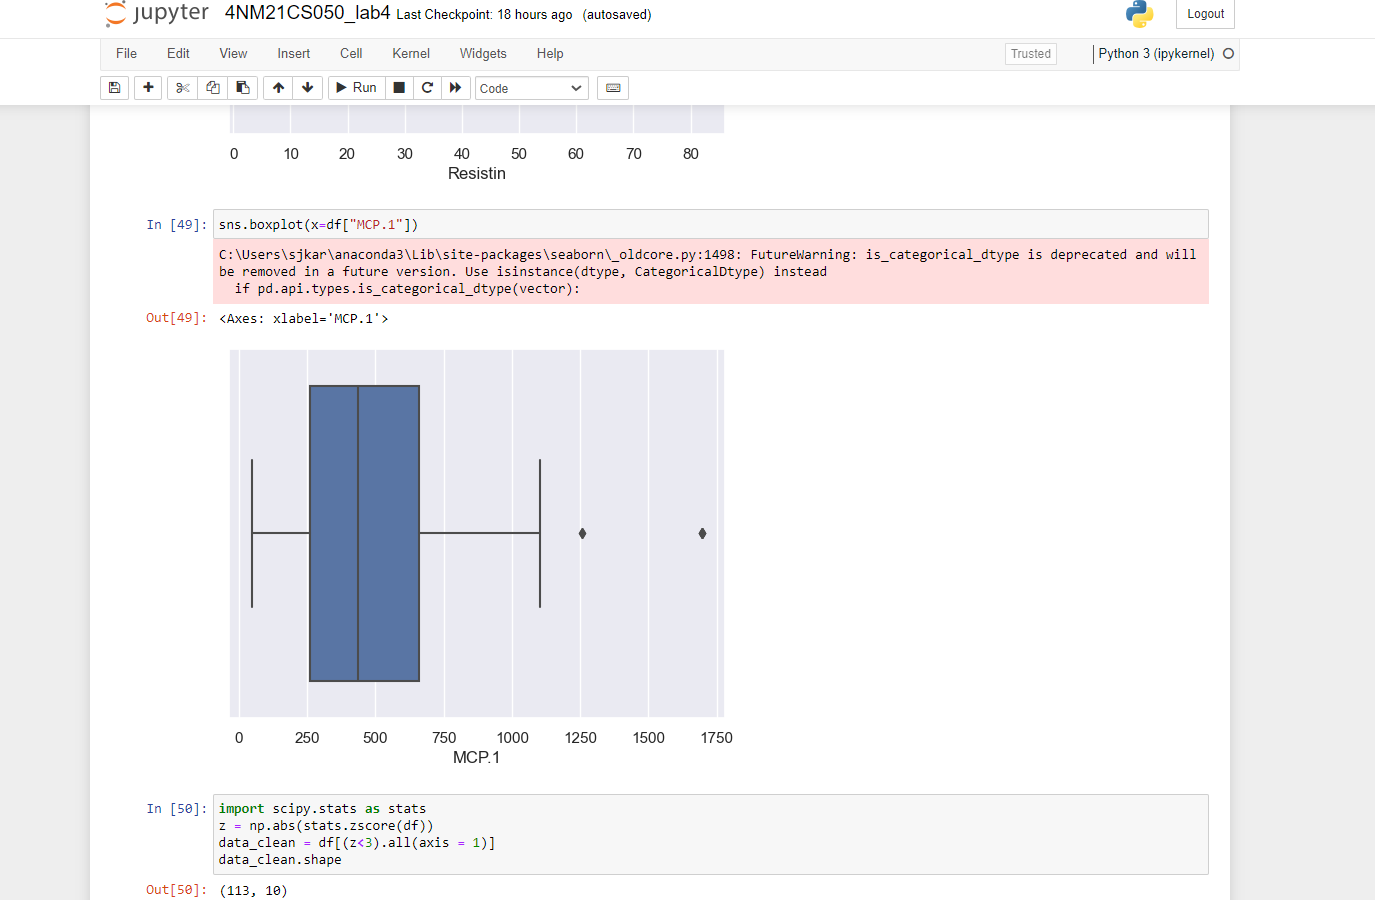 jupyter 4NM21CS050_lab4 Last Checkpoint: 18 hours ago (autosaved)
Logout
File Edit View Insert Cell Kernel Widgets Help
Trusted
Python 3 (ipykernel)
Run
Code
0 10 20 30 40 50 60 70 80
Resistin
In [49]: sns.boxplot(x=df["MCP.1"])
C:\Users\sjkar\anaconda3\Lib\site-packages\seaborn\_oldcore.py:1498: FutureWarning: is_categorical_dtype is deprecated and will
be removed in a future version. Use isinstance(dtype, CategoricalDtype) instead
if pd.api.types.is_categorical_dtype(vector):
Out[49]: <Axes: xlabel='MCP.1'>
0 250 500 750 1000 1250 1500 1750
MCP.1
In [50]: import scipy.stats as stats
z = np.abs(stats.zscore(df))
data_clean = df[(z<3).all(axis = 1)]
data_clean.shape
Out[50]: (113, 10)